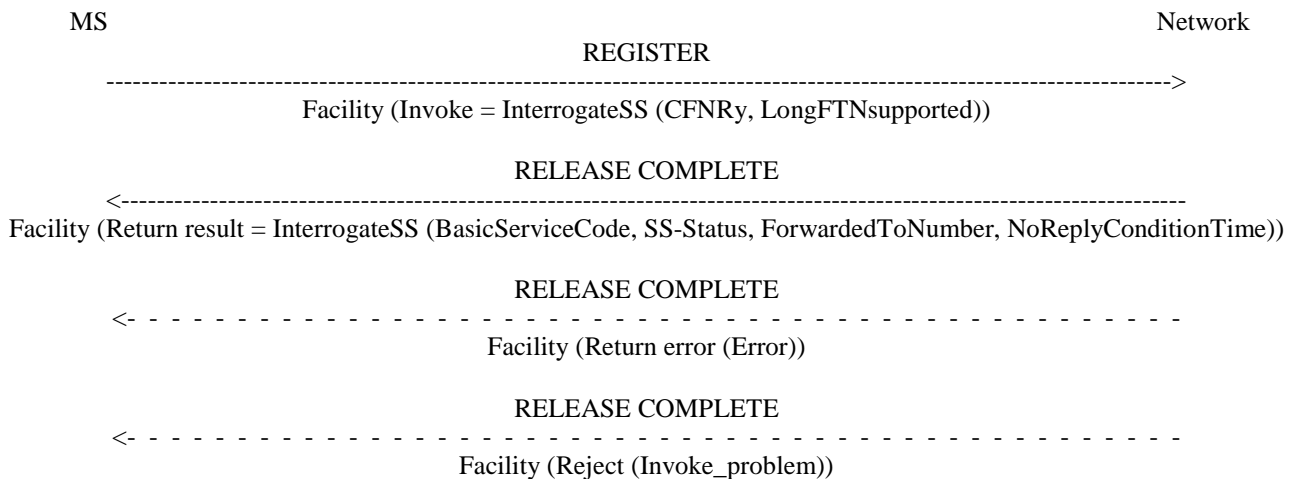 MS Network
REGISTER
------------------------------------------------------------------------------------------------------------------------>
Facility (Invoke = InterrogateSS (CFNRy, LongFTNsupported))
RELEASE COMPLETE
<------------------------------------------------------------------------------------------------------------------------
Facility (Return result = InterrogateSS (BasicServiceCode, SS-Status, ForwardedToNumber, NoReplyConditionTime))
RELEASE COMPLETE
<- - - - - - - - - - - - - - - - - - - - - - - - - - - - - - - - - - - - - - - - - - - - - - - -
Facility (Return error (Error))
RELEASE COMPLETE
<- - - - - - - - - - - - - - - - - - - - - - - - - - - - - - - - - - - - - - - - - - - - - - - -
Facility (Reject (Invoke_problem))